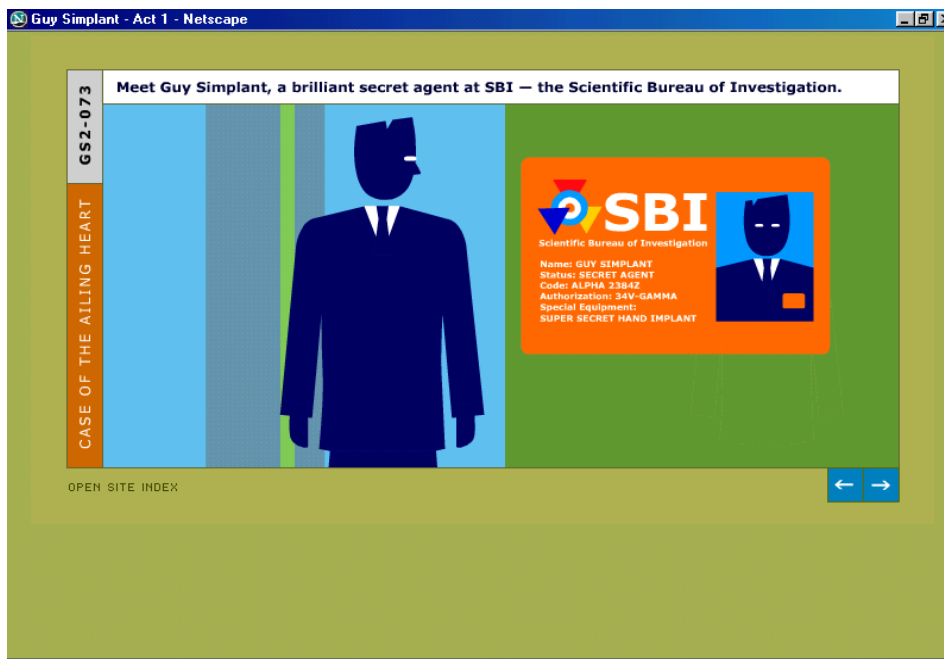 Guy Simplant - Act 1 - Netscape
Meet Guy Simplant, a brilliant secret agent at SBI — the Scientific Bureau of Investigation.
GS2-073
CASE OF THE AILING HEART
SBI
Scientific Bureau of Investigation
Name: GUY SIMPLANT
Status: SECRET AGENT
Code: ALPHA 2384Z
Authorization: 34V-GAMMA
Special Equipment:
SUPER SECRET HAND IMPLANT
OPEN SITE INDEX